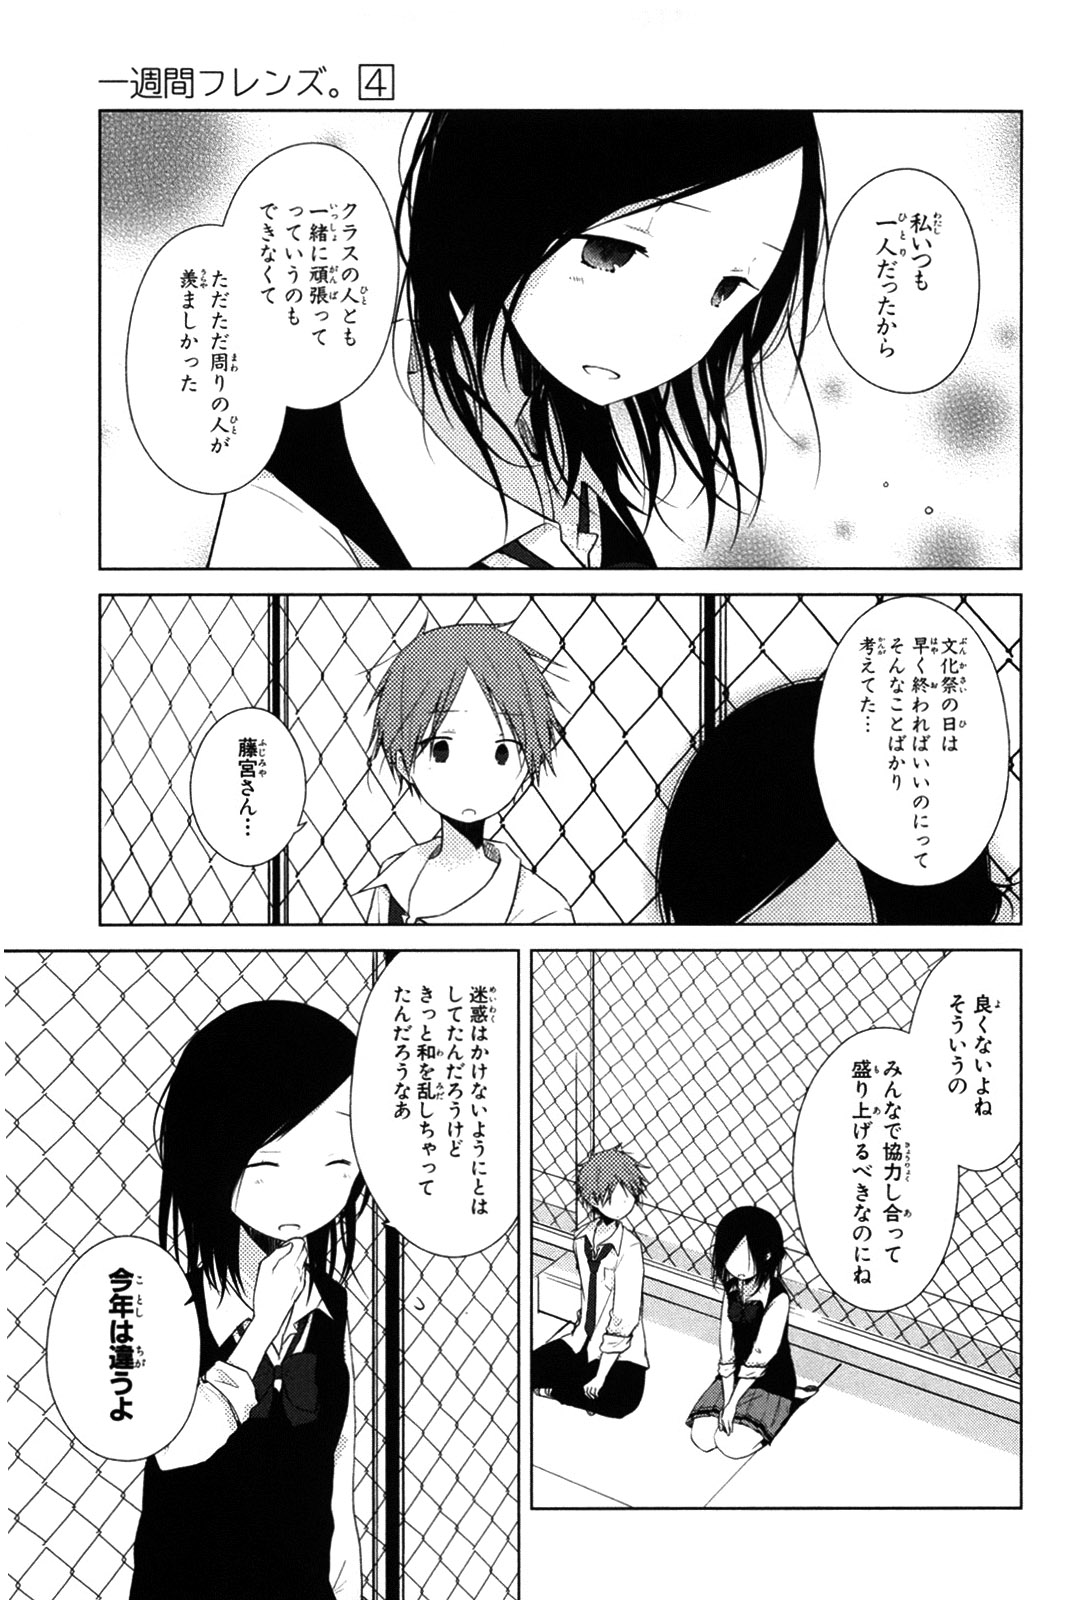 一週間フレンズ。 4
私いつも
一人だったから
クラスの人とも
一緒に頑張って
っていうのも
できなくて
ただただ周りの人が
羨ましかった
文化祭の日は
早く終わればいいのにって
そんなことばかり
考えてた…
藤宮さん…
良くないよね
そういうの
みんなで協力し合って
盛り上げるべきなのにね
迷惑はかけないようにとは
してたんだろうけど
きっと和を乱しちゃって
たんだろうなあ
今年は違うよ